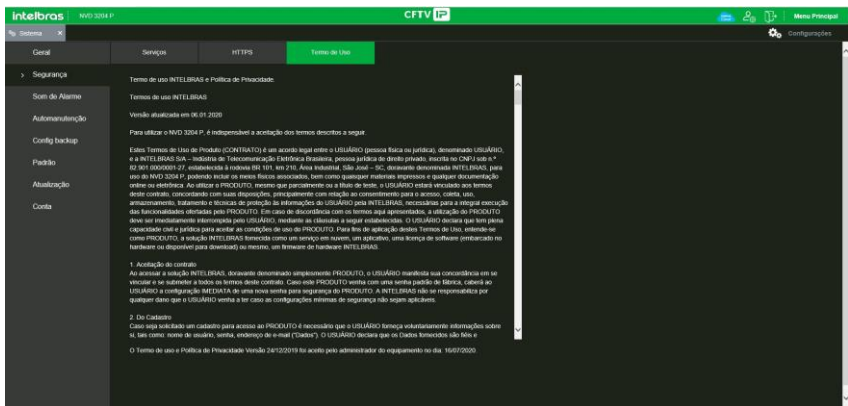 intelbras NVD 3204 P CFTV IP Menu Principal
Sistema X Configurações
Geral Serviços HTTPS Termo de Uso
> Segurança
Som de Alarme
Automanutenção
Config backup
Padrão
Atualização
Conta
Termo de uso INTELBRAS e Política de Privacidade.
Termos de uso INTELBRAS
Versão atualizada em 06.01.2020
Para utilizar o NVD 3204 P, é indispensável a aceitação dos termos descritos a seguir.
Estes Termos de Uso de Produto (CONTRATO) é um acordo legal entre o USUÁRIO (pessoa física ou jurídica), denominado USUÁRIO,
e a INTELBRAS S/A – Indústria de Telecomunicação Eletrônica Brasileira, pessoa jurídica de direito privado, inscrita no CNPJ sob n.º
82.901.000/0001-27, estabelecida à rodovia BR 101, km 210, Área Industrial, São José – SC, doravante denominada INTELBRAS, para
uso do NVD 3204 P, podendo incluir os meios físicos associados, bem como quaisquer materiais impressos e qualquer documentação
online ou eletrônica. Ao utilizar o PRODUTO, mesmo que parcialmente ou a título de teste, o USUÁRIO estará vinculado aos termos
deste contrato, concordando com suas disposições, principalmente com relação ao consentimento para o acesso, coleta, uso,
armazenamento, tratamento e técnicas de proteção às informações do USUÁRIO pela INTELBRAS, necessárias para a integral execução
das funcionalidades ofertadas pelo PRODUTO. Em caso de discordância com os termos aqui apresentados, a utilização do PRODUTO
deve ser imediatamente interrompida pelo USUÁRIO, mediante as cláusulas a seguir estabelecidas. O USUÁRIO declara que tem plena
capacidade civil e jurídica para aceitar as condições de uso do PRODUTO. Para fins de aplicação destes Termos de Uso, entende-se
como PRODUTO, a solução INTELBRAS fornecida como um serviço em nuvem, um aplicativo, uma licença de software (embarcado no
hardware ou disponível para download) ou mesmo, um firmware de hardware INTELBRAS.
1. Aceitação do contrato
Ao acessar a solução INTELBRAS, doravante denominado simplesmente PRODUTO, o USUÁRIO manifesta sua concordância em se
vincular e se submeter a todos os termos deste contrato. Caso este PRODUTO venha com uma senha padrão de fábrica, caberá ao
USUÁRIO a configuração IMEDIATA de uma nova senha para segurança do PRODUTO. A INTELBRAS não se responsabiliza por
qualquer dano que o USUÁRIO venha a ter caso as configurações mínimas de segurança não sejam aplicáveis.
2. Do Cadastro
Caso seja solicitado um cadastro para acesso ao PRODUTO é necessário que o USUÁRIO forneça voluntariamente informações sobre
si, tais como: nome de usuário, senha, endereço de e-mail ("Dados"). O USUÁRIO declara que os Dados fornecidos são fiéis e
O Termo de uso e Política de Privacidade Versão 24/12/2019 foi aceito pelo administrador do equipamento no dia: 16/07/2020